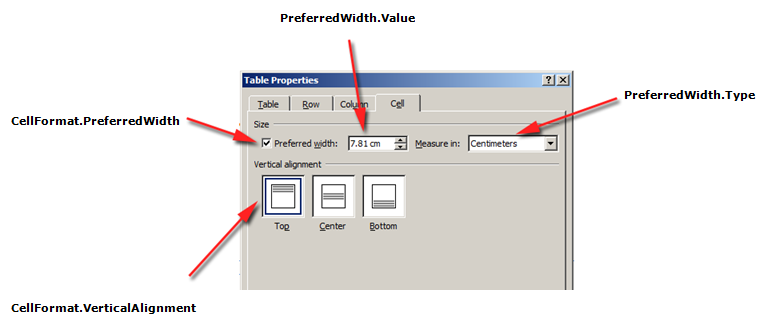 PreferredWidth.Value
Table Properties
PreferredWidth.Type
Table Row Column Cell
CellFormat.PreferredWidth
Size
Preferred width: 7.81 cm Measure in: Centimeters
Vertical alignment
Top Center Bottom
CellFormat.VerticalAlignment